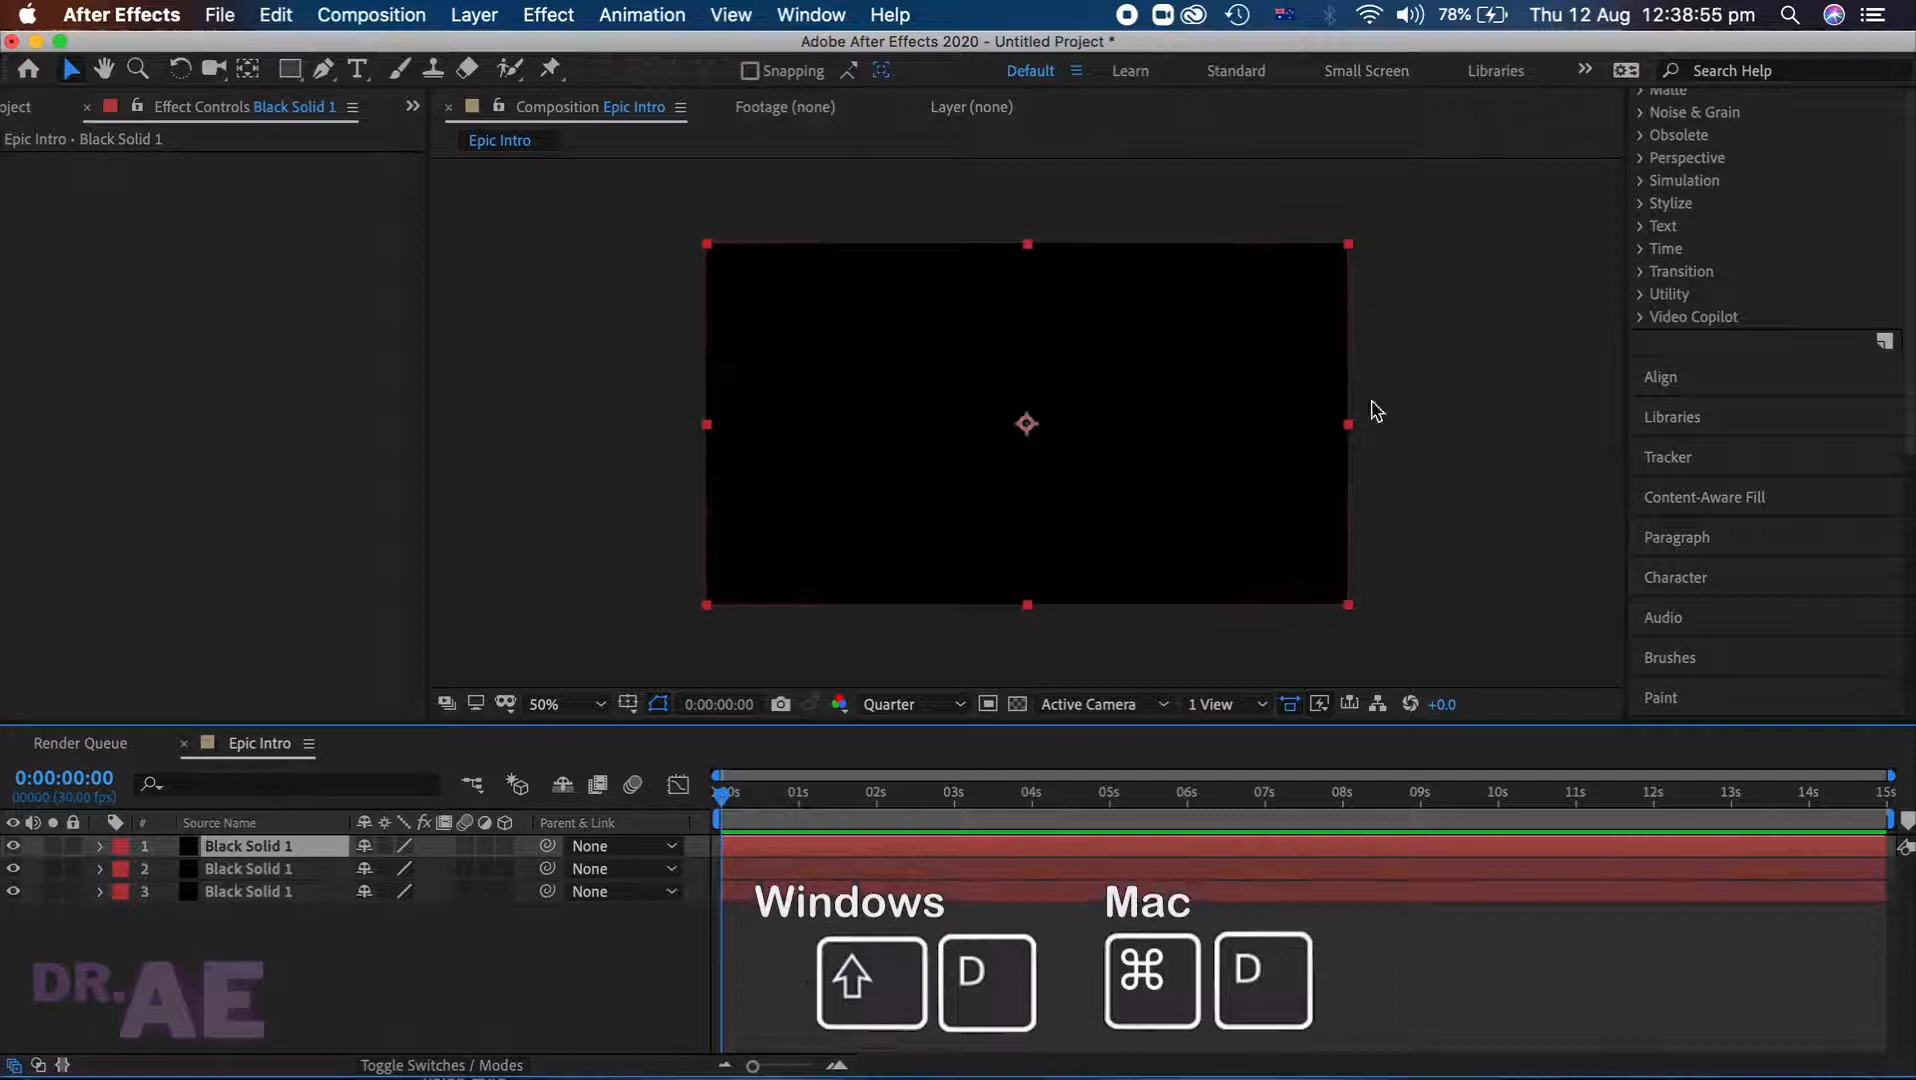 After Effects File Edit Composition Layer Effect Animation View Window Help 78% Thu 12 Aug 12:38:55 pm
Adobe After Effects 2020 - Untitled Project *
Snapping Default Learn Standard Small Screen Libraries Search Help
oject Effect Controls Black Solid 1 Composition Epic Intro Footage (none) Layer (none)
Epic Intro • Black Solid 1
Epic Intro
Matte
Noise & Grain
Obsolete
Perspective
Simulation
Stylize
Text
Time
Transition
Utility
Video Copilot
Align
Libraries
Tracker
Content-Aware Fill
Paragraph
Character
Audio
Brushes
Paint
50% 0:00:00:00 Quarter Active Camera 1 View +0.0
Render Queue Epic Intro
0:00:00:00
00000 (30.00 fps)
01s 02s 03s 04s 05s 06s 07s 08s 09s 10s 11s 12s 13s 14s 15s
# Source Name fx Parent & Link
1 Black Solid 1 None
2 Black Solid 1 None
3 Black Solid 1 None
Windows Mac
D ⌘ D
DR.AE
Toggle Switches / Modes